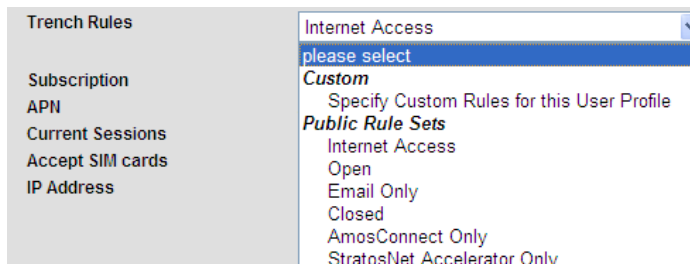 Trench Rules
Internet Access
please select
Custom
Specify Custom Rules for this User Profile
Public Rule Sets
Internet Access
Open
Email Only
Closed
AmosConnect Only
StratosNet Accelerator Only
Subscription
APN
Current Sessions
Accept SIM cards
IP Address